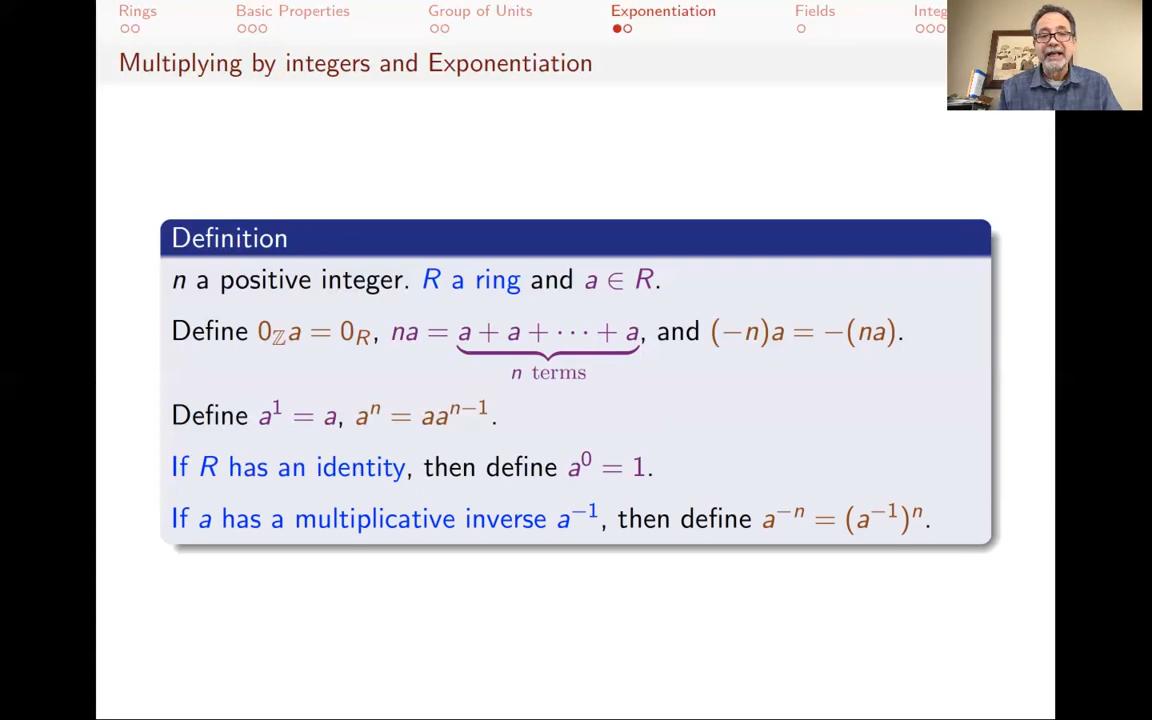 Rings Basic Properties Group of Units Exponentiation Fields Integ
Multiplying by integers and Exponentiation
Definition
n a positive integer. R a ring and a ∈ R.
Define 0_ℤa = 0_R, na = a + a + ⋯ + a, and (−n)a = −(na).
n terms
Define a¹ = a, aⁿ = aaⁿ⁻¹.
If R has an identity, then define a⁰ = 1.
If a has a multiplicative inverse a⁻¹, then define a⁻ⁿ = (a⁻¹)ⁿ.